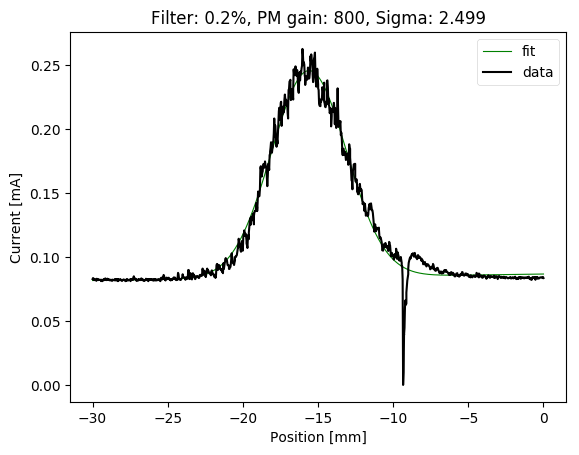 Filter: 0.2%, PM gain: 800, Sigma: 2.499
fit
data
Current [mA]
0.25
0.20
0.15
0.10
0.05
0.00
−30
−25
−20
−15
−10
−5
0
Position [mm]